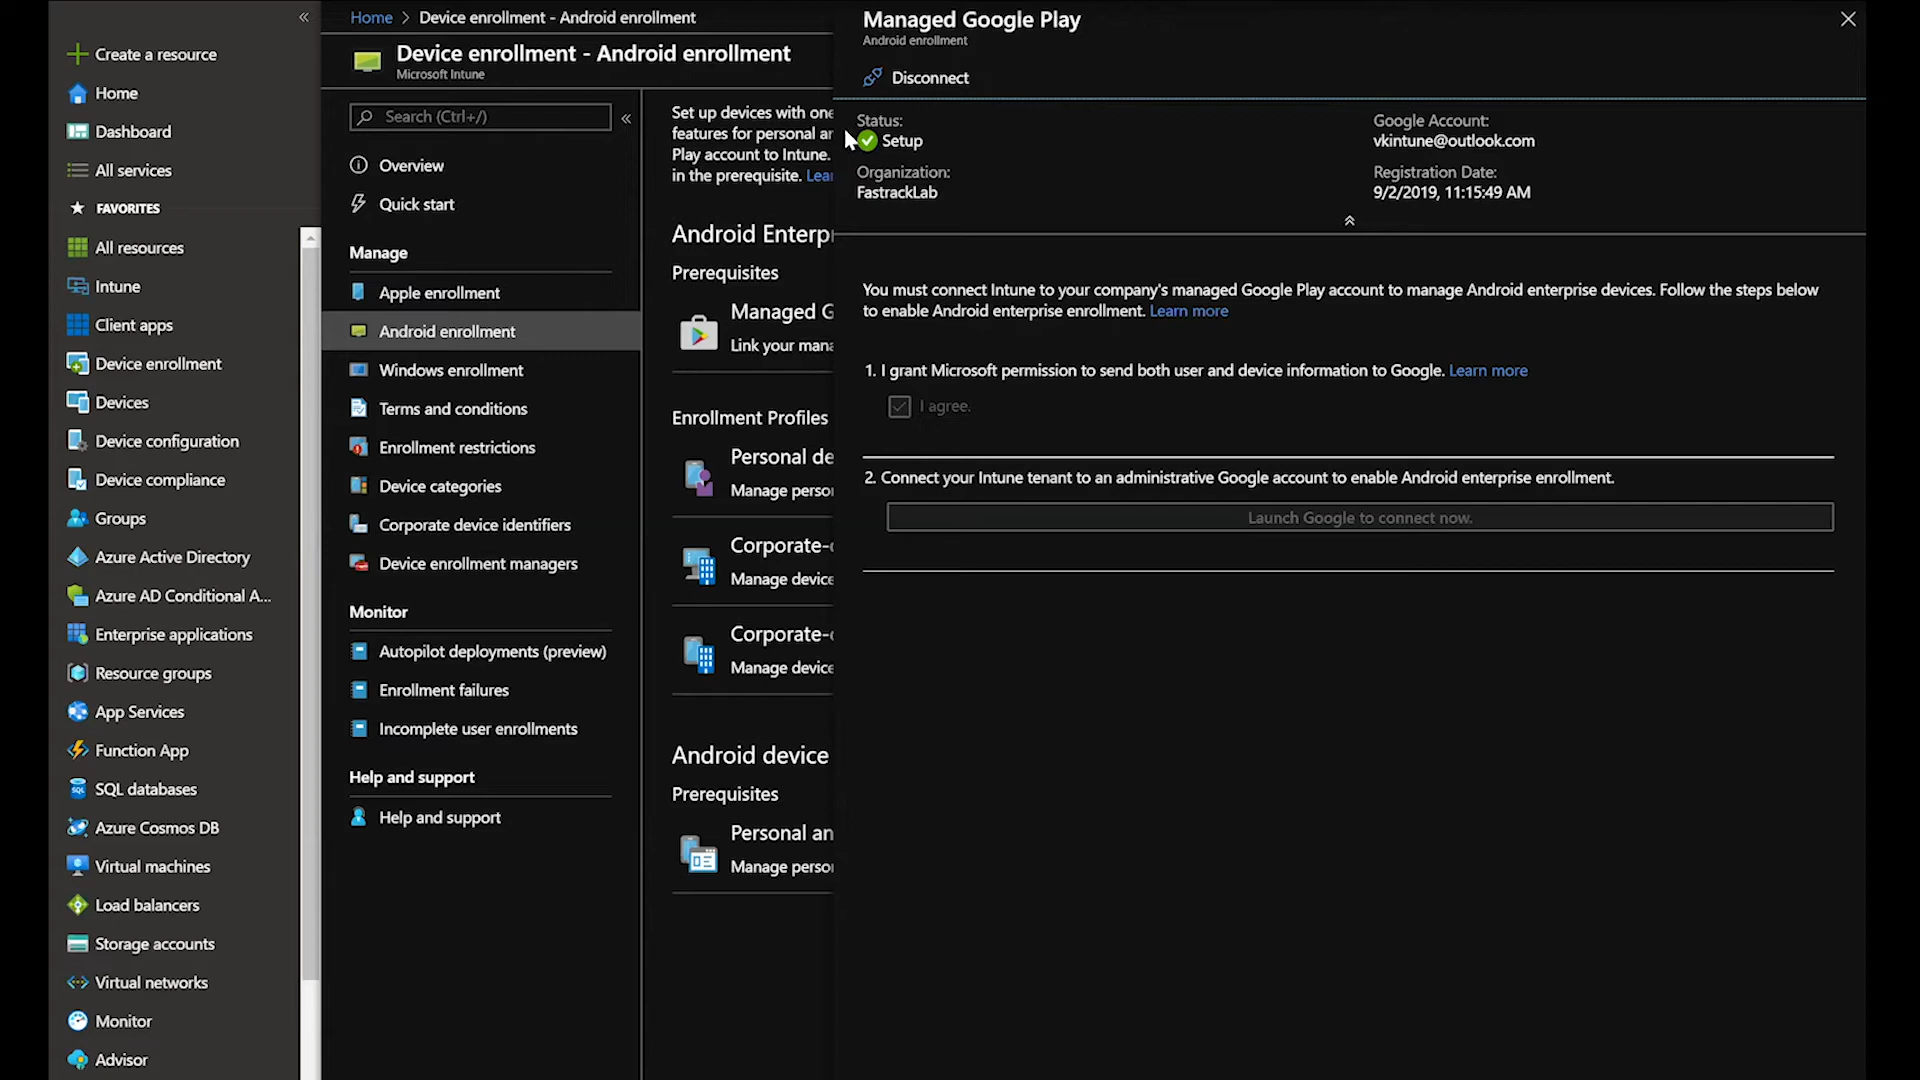 «
Create a resource
Home
Dashboard
All services
FAVORITES
All resources
Intune
Client apps
Device enrollment
Devices
Device configuration
Device compliance
Groups
Azure Active Directory
Azure AD Conditional A...
Enterprise applications
Resource groups
App Services
Function App
SQL databases
Azure Cosmos DB
Virtual machines
Load balancers
Storage accounts
Virtual networks
Monitor
Advisor
Home > Device enrollment - Android enrollment
Device enrollment - Android enrollment
Microsoft Intune
Search (Ctrl+/)
«
Overview
Quick start
Manage
Apple enrollment
Android enrollment
Windows enrollment
Terms and conditions
Enrollment restrictions
Device categories
Corporate device identifiers
Device enrollment managers
Monitor
Autopilot deployments (preview)
Enrollment failures
Incomplete user enrollments
Help and support
Help and support
Set up devices with one
features for personal an
Play account to Intune.
in the prerequisite. Lear
Android Enterp
Prerequisites
Managed G
Link your mana
Enrollment Profiles
Personal de
Manage person
Corporate-o
Manage device
Corporate-o
Manage device
Android device
Prerequisites
Personal an
Manage person
Managed Google Play
Android enrollment
Disconnect
Status:
Setup
Organization:
FastrackLab
Google Account:
vkintune@outlook.com
Registration Date:
9/2/2019, 11:15:49 AM
You must connect Intune to your company's managed Google Play account to manage Android enterprise devices. Follow the steps below
to enable Android enterprise enrollment. Learn more
1. I grant Microsoft permission to send both user and device information to Google. Learn more
I agree.
2. Connect your Intune tenant to an administrative Google account to enable Android enterprise enrollment.
Launch Google to connect now.